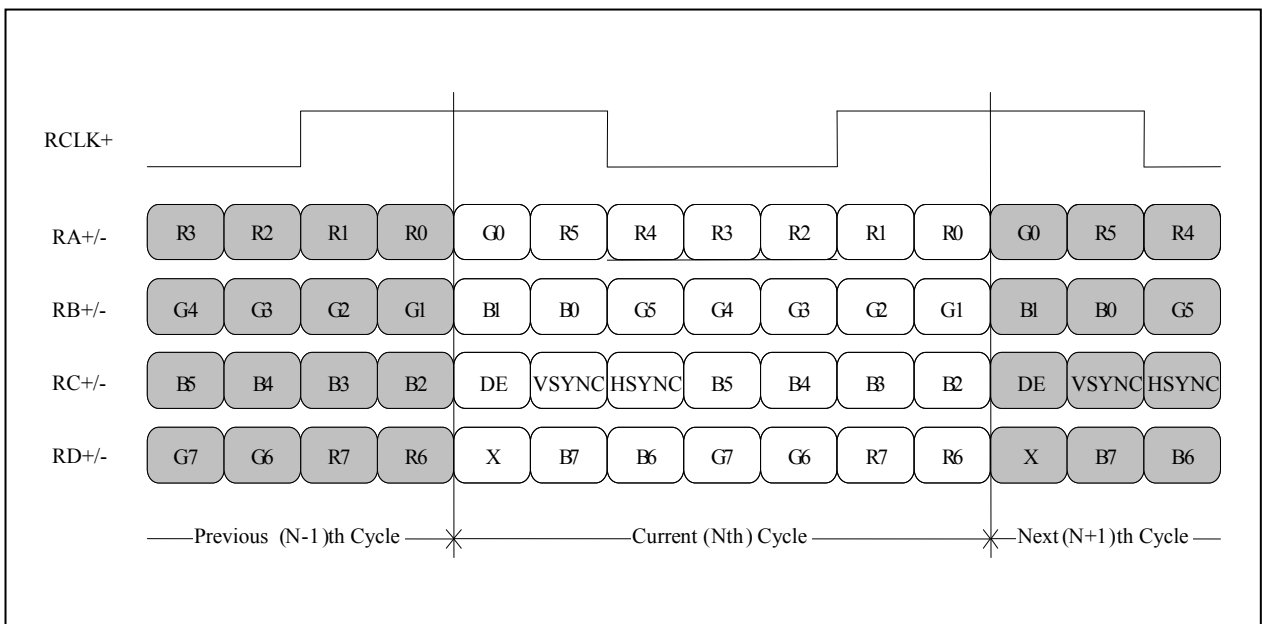 RCLK+
RA+/- R3 R2 R1 R0 G0 R5 R4 R3 R2 R1 R0 G0 R5 R4
RB+/- G4 G3 G2 G1 B1 B0 G5 G4 G3 G2 G1 B1 B0 G5
RC+/- B5 B4 B3 B2 DE VSYNC HSYNC B5 B4 B3 B2 DE VSYNC HSYNC
RD+/- G7 G6 R7 R6 X B7 B6 G7 G6 R7 R6 X B7 B6
Previous (N-1)th Cycle Current (Nth) Cycle Next (N+1)th Cycle